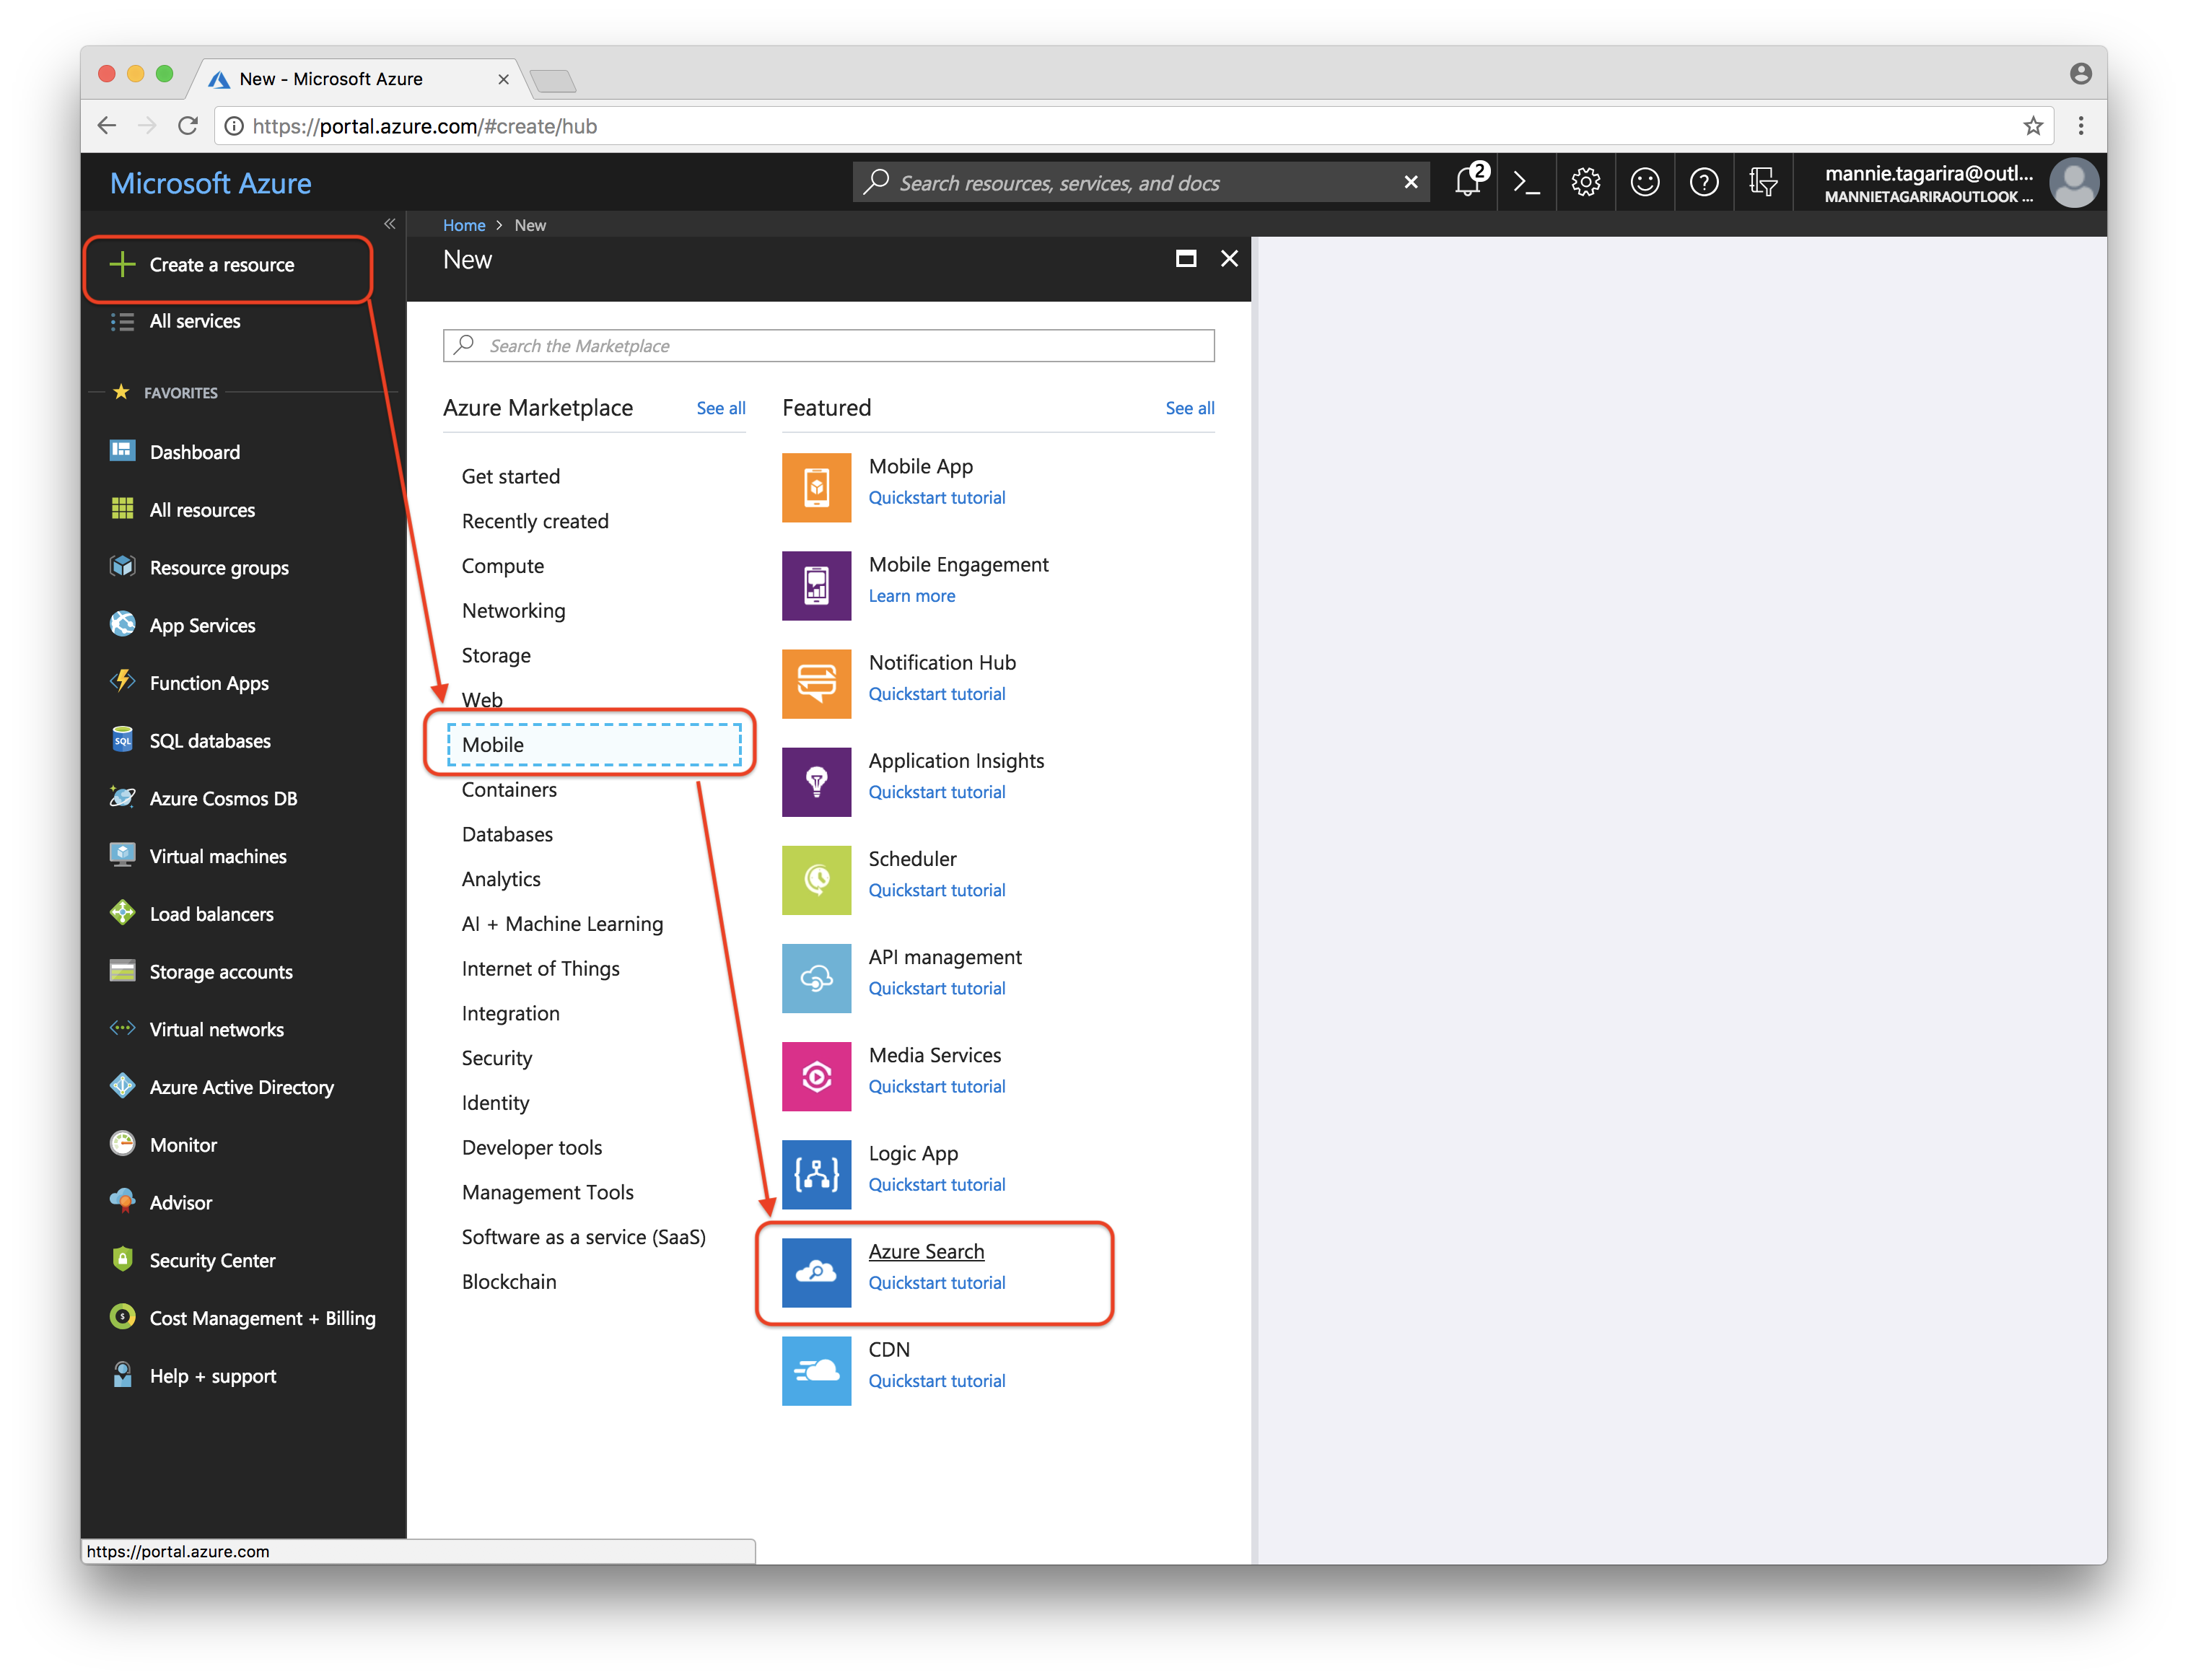 New - Microsoft Azure
https://portal.azure.com/#create/hub
Microsoft Azure
Search resources, services, and docs
2
mannie.tagarira@outl...
MANNIETAGARIRAOUTLOOK ...
Create a resource
All services
FAVORITES
Dashboard
All resources
Resource groups
App Services
Function Apps
SQL
SQL databases
Azure Cosmos DB
Virtual machines
Load balancers
Storage accounts
Virtual networks
Azure Active Directory
Monitor
Advisor
Security Center
Cost Management + Billing
Help + support
Home > New
New
Search the Marketplace
Azure Marketplace
See all
Get started
Recently created
Compute
Networking
Storage
Web
Mobile
Containers
Databases
Analytics
AI + Machine Learning
Internet of Things
Integration
Security
Identity
Developer tools
Management Tools
Software as a service (SaaS)
Blockchain
Featured
See all
Mobile App
Quickstart tutorial
Mobile Engagement
Learn more
Notification Hub
Quickstart tutorial
Application Insights
Quickstart tutorial
Scheduler
Quickstart tutorial
API management
Quickstart tutorial
Media Services
Quickstart tutorial
Logic App
Quickstart tutorial
Azure Search
Quickstart tutorial
CDN
Quickstart tutorial
https://portal.azure.com